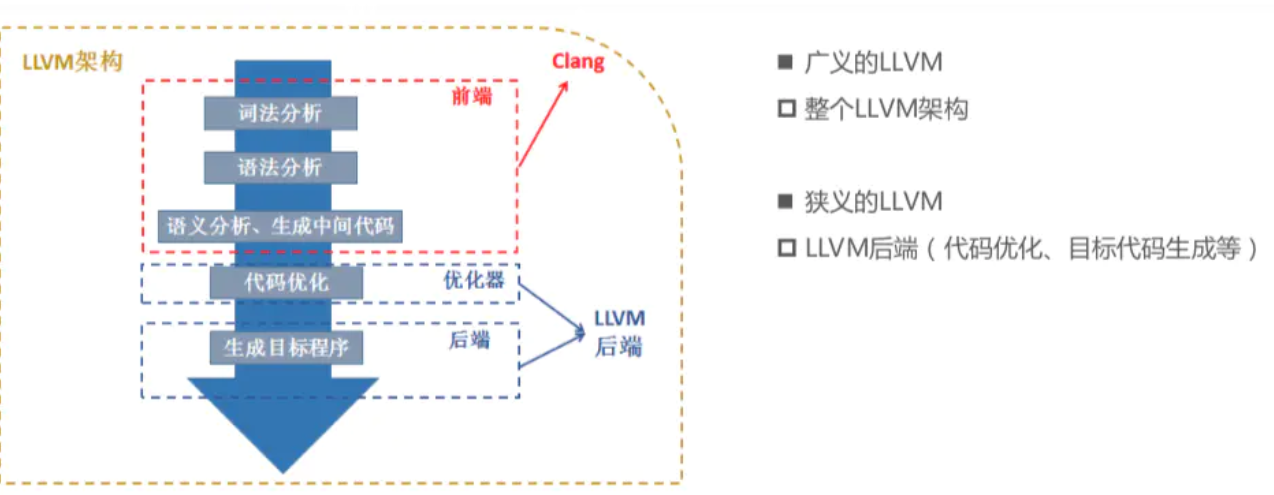 LLVM架构
Clang
前端
词法分析
语法分析
语义分析、生成中间代码
代码优化
优化器
生成目标程序
后端
LLVM
后端
■ 广义的LLVM
□ 整个LLVM架构
■ 狭义的LLVM
□ LLVM后端（代码优化、目标代码生成等）